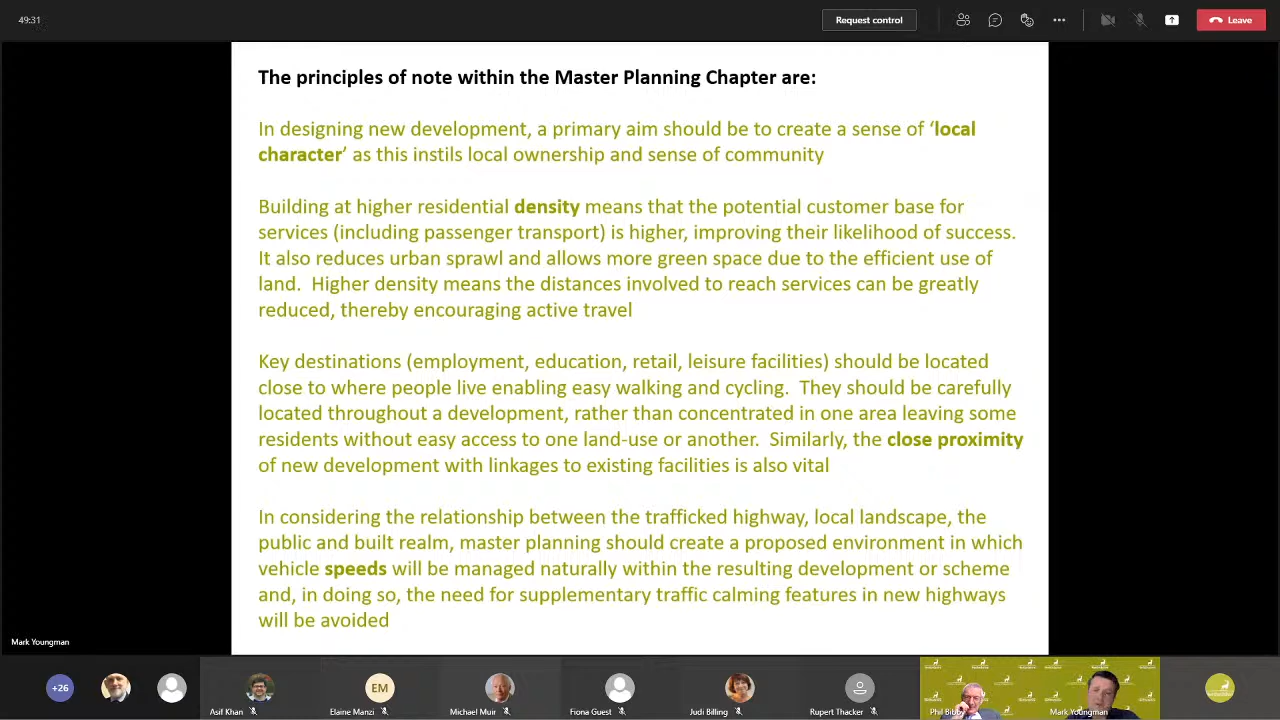 49:31
Request control
Leave
The principles of note within the Master Planning Chapter are:
In designing new development, a primary aim should be to create a sense of ‘local
character’ as this instils local ownership and sense of community
Building at higher residential density means that the potential customer base for
services (including passenger transport) is higher, improving their likelihood of success.
It also reduces urban sprawl and allows more green space due to the efficient use of
land.  Higher density means the distances involved to reach services can be greatly
reduced, thereby encouraging active travel
Key destinations (employment, education, retail, leisure facilities) should be located
close to where people live enabling easy walking and cycling.  They should be carefully
located throughout a development, rather than concentrated in one area leaving some
residents without easy access to one land-use or another.  Similarly, the close proximity
of new development with linkages to existing facilities is also vital
In considering the relationship between the trafficked highway, local landscape, the
public and built realm, master planning should create a proposed environment in which
vehicle speeds will be managed naturally within the resulting development or scheme
and, in doing so, the need for supplementary traffic calming features in new highways
will be avoided
Mark Youngman
+26
EM
Asif Khan
Elaine Manzi
Michael Muir
Fiona Guest
Judi Billing
Rupert Thacker
Phil Bibby
Mark Youngman